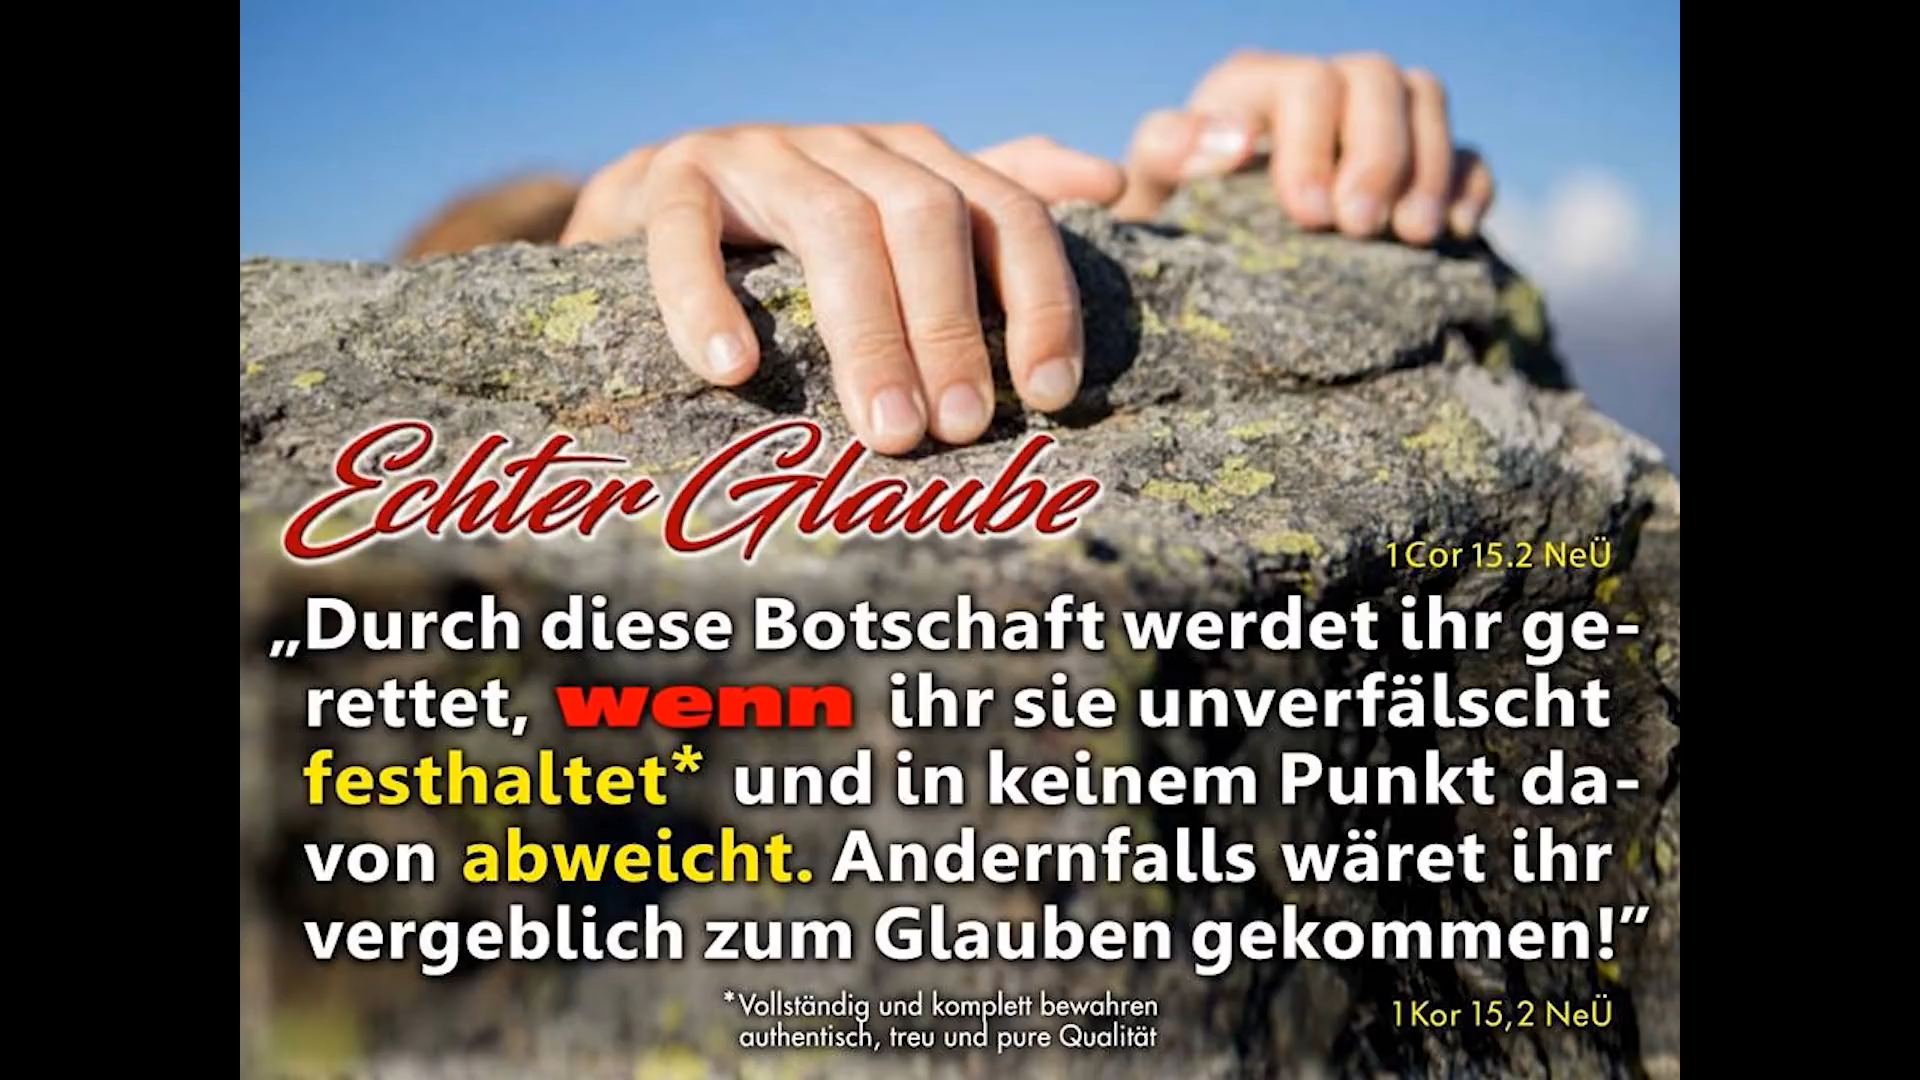 Echter Glaube
1Cor 15.2 NeÜ
„Durch diese Botschaft werdet ihr ge-
rettet, wenn ihr sie unverfälscht
festhaltet* und in keinem Punkt da-
von abweicht. Andernfalls wäret ihr
vergeblich zum Glauben gekommen!”
*Vollständig und komplett bewahren
authentisch, treu und pure Qualität
1Kor 15,2 NeÜ